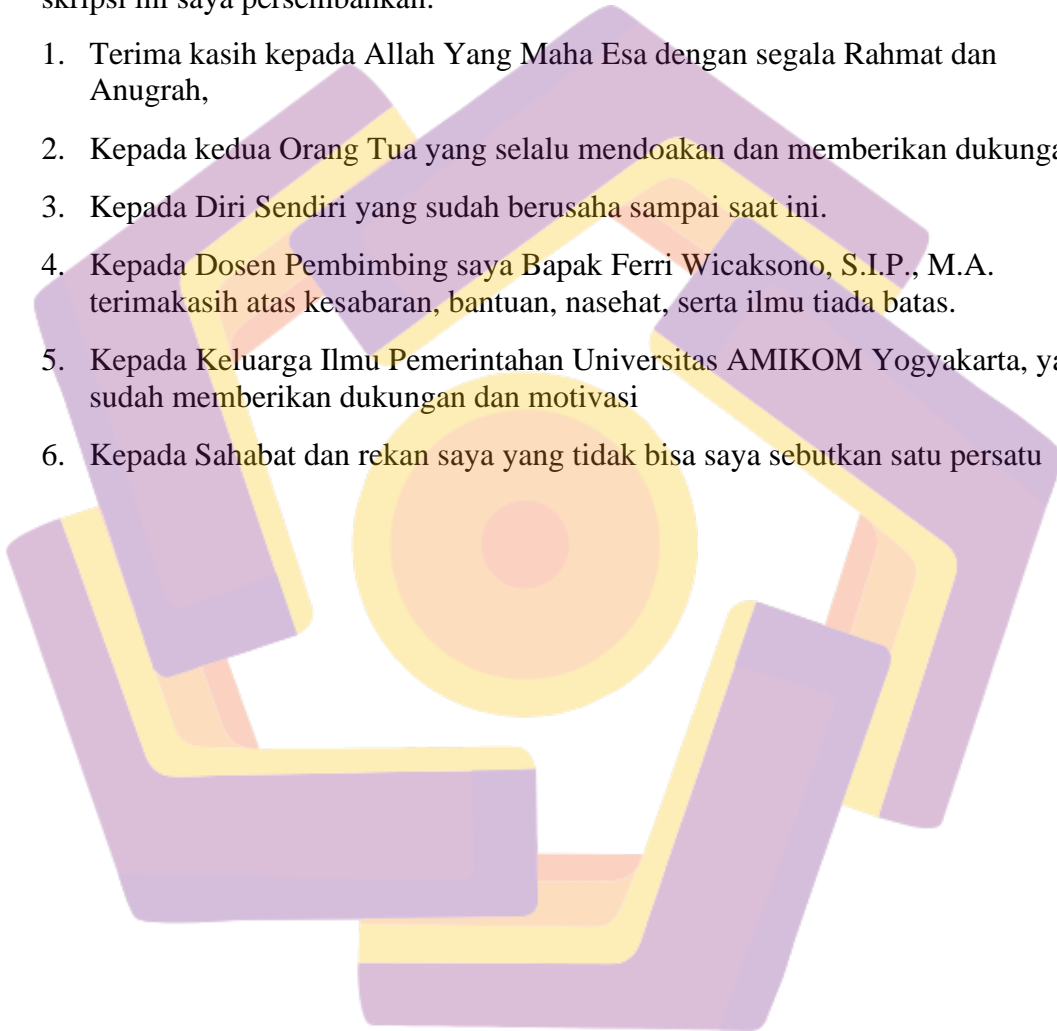 skripsi ini saya persembahkan:
1. Terima kasih kepada Allah Yang Maha Esa dengan segala Rahmat dan
Anugrah,
2. Kepada kedua Orang Tua yang selalu mendoakan dan memberikan dukunga
3. Kepada Diri Sendiri yang sudah berusaha sampai saat ini.
4. Kepada Dosen Pembimbing saya Bapak Ferri Wicaksono, S.I.P., M.A.
terimakasih atas kesabaran, bantuan, nasehat, serta ilmu tiada batas.
5. Kepada Keluarga Ilmu Pemerintahan Universitas AMIKOM Yogyakarta, ya
sudah memberikan dukungan dan motivasi
6. Kepada Sahabat dan rekan saya yang tidak bisa saya sebutkan satu persatu